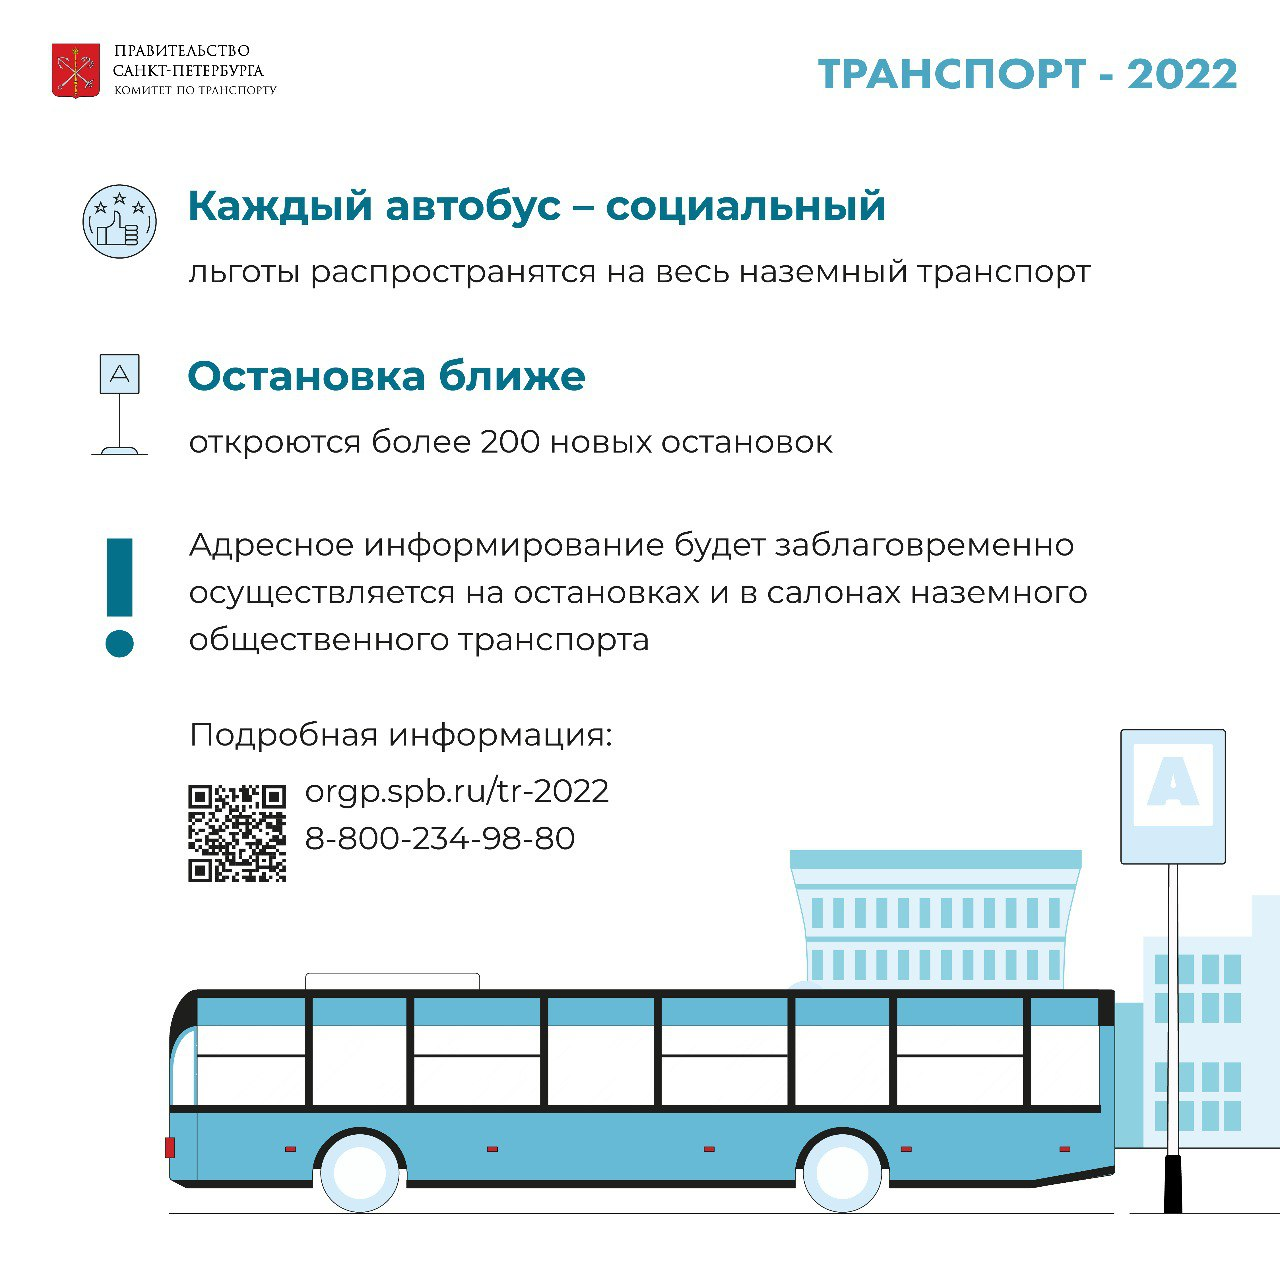 ПРАВИТЕЛЬСТВО
САНКТ-ПЕТЕРБУРГА
КОМИТЕТ ПО ТРАНСПОРТУ
ТРАНСПОРТ - 2022
Каждый автобус – социальный
льготы распространятся на весь наземный транспорт
А
Остановка ближе
откроются более 200 новых остановок
Адресное информирование будет заблаговременно
осуществляется на остановках и в салонах наземного
общественного транспорта
Подробная информация:
orgp.spb.ru/tr-2022
8-800-234-98-80
А